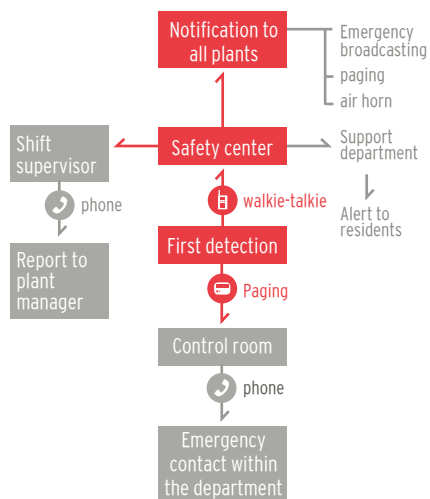 Notification to
all plants
Emergency
broadcasting
paging
air horn
Shift
supervisor
Safety center
Support
department
phone
walkie-talkie
Alert to
residents
Report to
plant
manager
First detection
Paging
Control room
phone
Emergency
contact within
the department